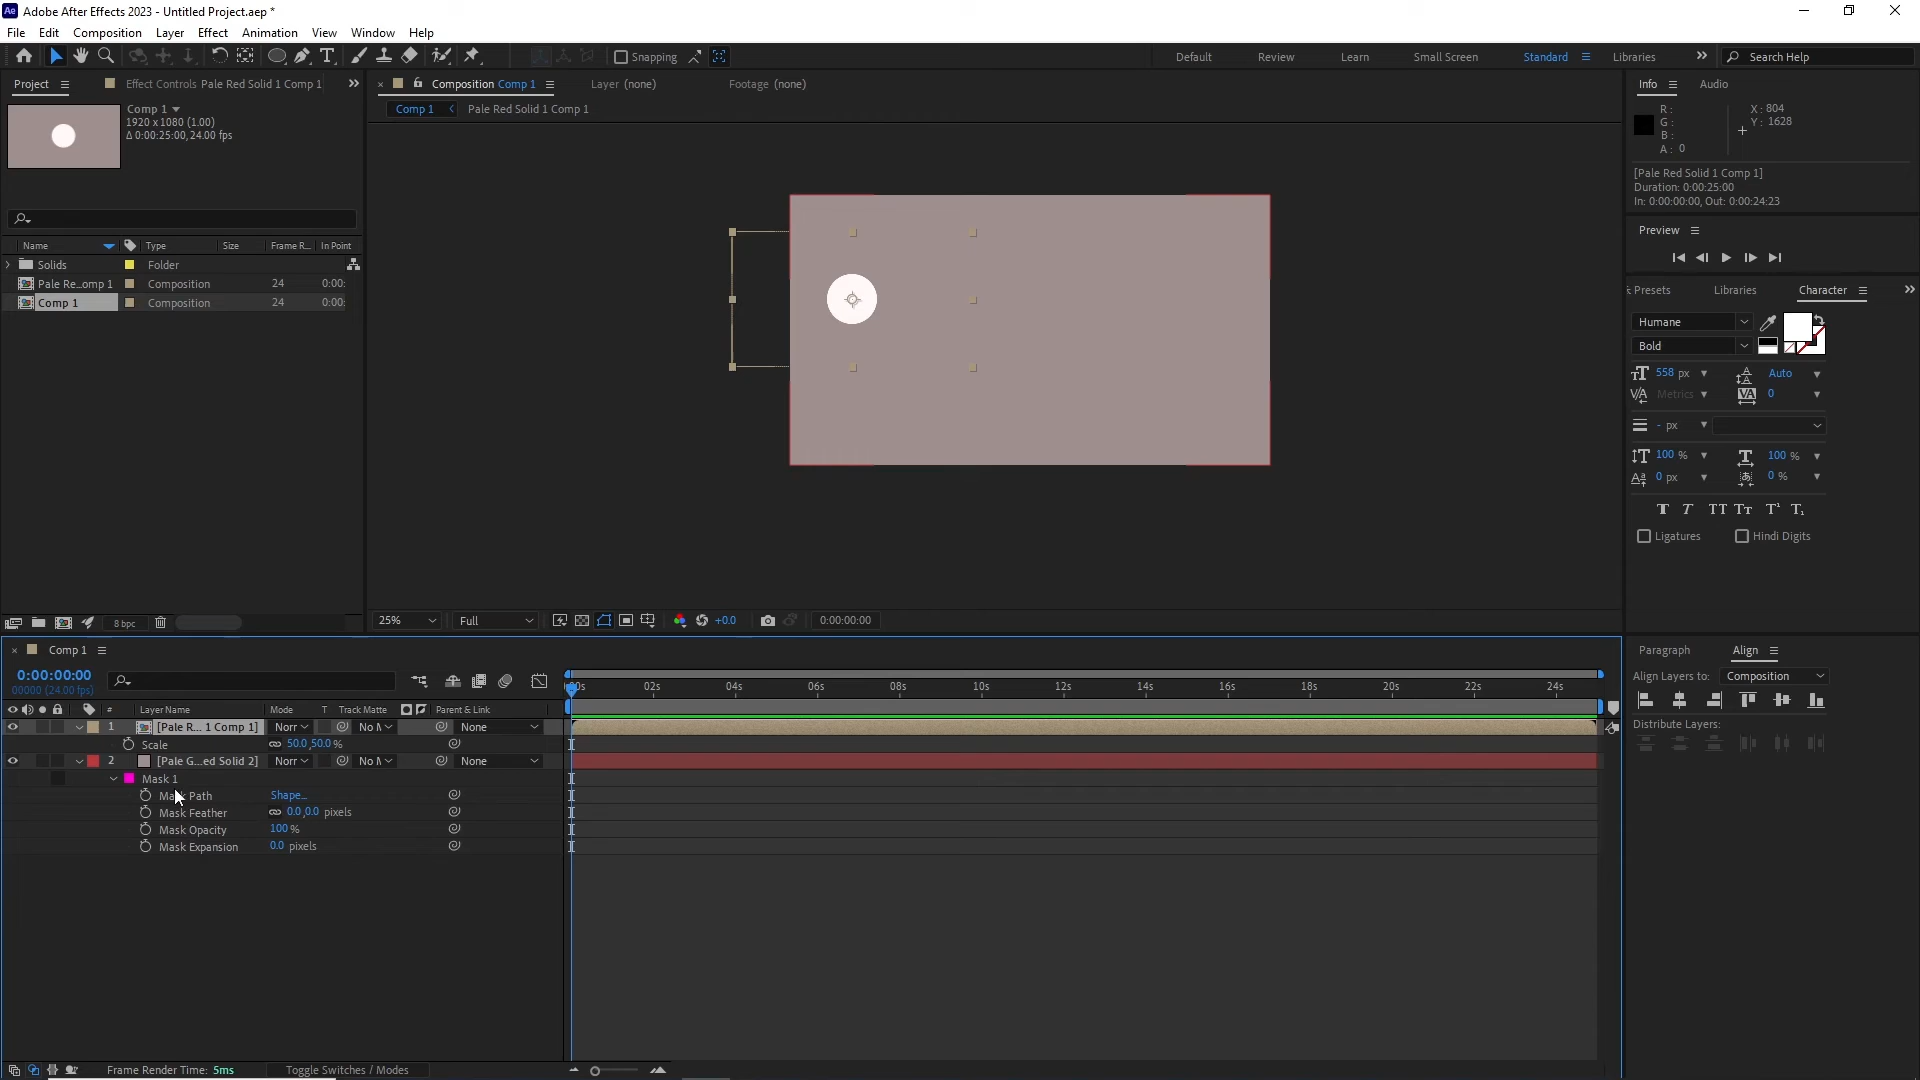 Ae Adobe After Effects 2023 - Untitled Project.aep *
File Edit Composition Layer Effect Animation View Window Help
Snapping Default Review Learn Small Screen Standard Libraries Search Help
Project Effect Controls Pale Red Solid 1 Comp 1
Composition Comp 1 Layer (none) Footage (none)
Info Audio
Comp 1
1920 x 1080 (1.00)
Δ 0:00:25:00, 24.00 fps
Comp 1 Pale Red Solid 1 Comp 1
R:
G:
B:
A: 0
X: 804
Y: 1628
[Pale Red Solid 1 Comp 1]
Duration: 0:00:25:00
In: 0:00:00:00, Out: 0:00:24:23
Preview
Name Type Size Frame R... In Point
Solids Folder
Pale Re...omp 1 Composition 24 0:00:
Comp 1 Composition 24 0:00:
Presets Libraries Character
Humane
Bold
558 px Auto
Metrics 0
- px
100 % 100 %
0 px 0 %
T T TT Tт T¹ T₁
Ligatures Hindi Digits
8 bpc
25% Full +0.0 0:00:00:00
Comp 1
0:00:00:00
00000 (24.00 fps)
02s 04s 06s 08s 10s 12s 14s 16s 18s 20s 22s 24s
# Layer Name Mode T Track Matte Parent & Link
1 [Pale R... 1 Comp 1] Norr None
Scale 50.0,50.0%
2 [Pale G...ed Solid 2] Norr None
Mask 1
Mask Path Shape...
Mask Feather 0.0,0.0 pixels
Mask Opacity 100%
Mask Expansion 0.0 pixels
Frame Render Time: 5ms Toggle Switches / Modes
Paragraph Align
Align Layers to: Composition
Distribute Layers: